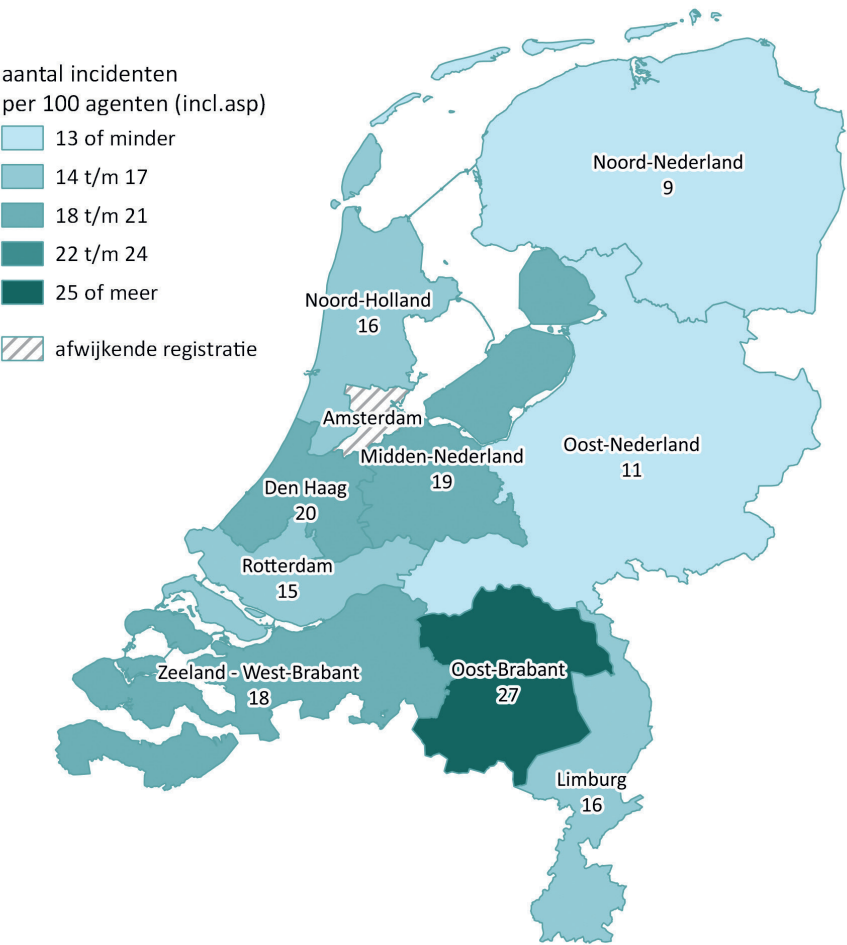 aantal incidenten
per 100 agenten (incl.asp)
13 of minder
14 t/m 17
18 t/m 21
22 t/m 24
25 of meer
afwijkende registratie
Noord-Nederland
9
Noord-Holland
16
Amsterdam
Oost-Nederland
11
Midden-Nederland
19
Den Haag
20
Rotterdam
15
Zeeland - West-Brabant
18
Oost-Brabant
27
Limburg
16